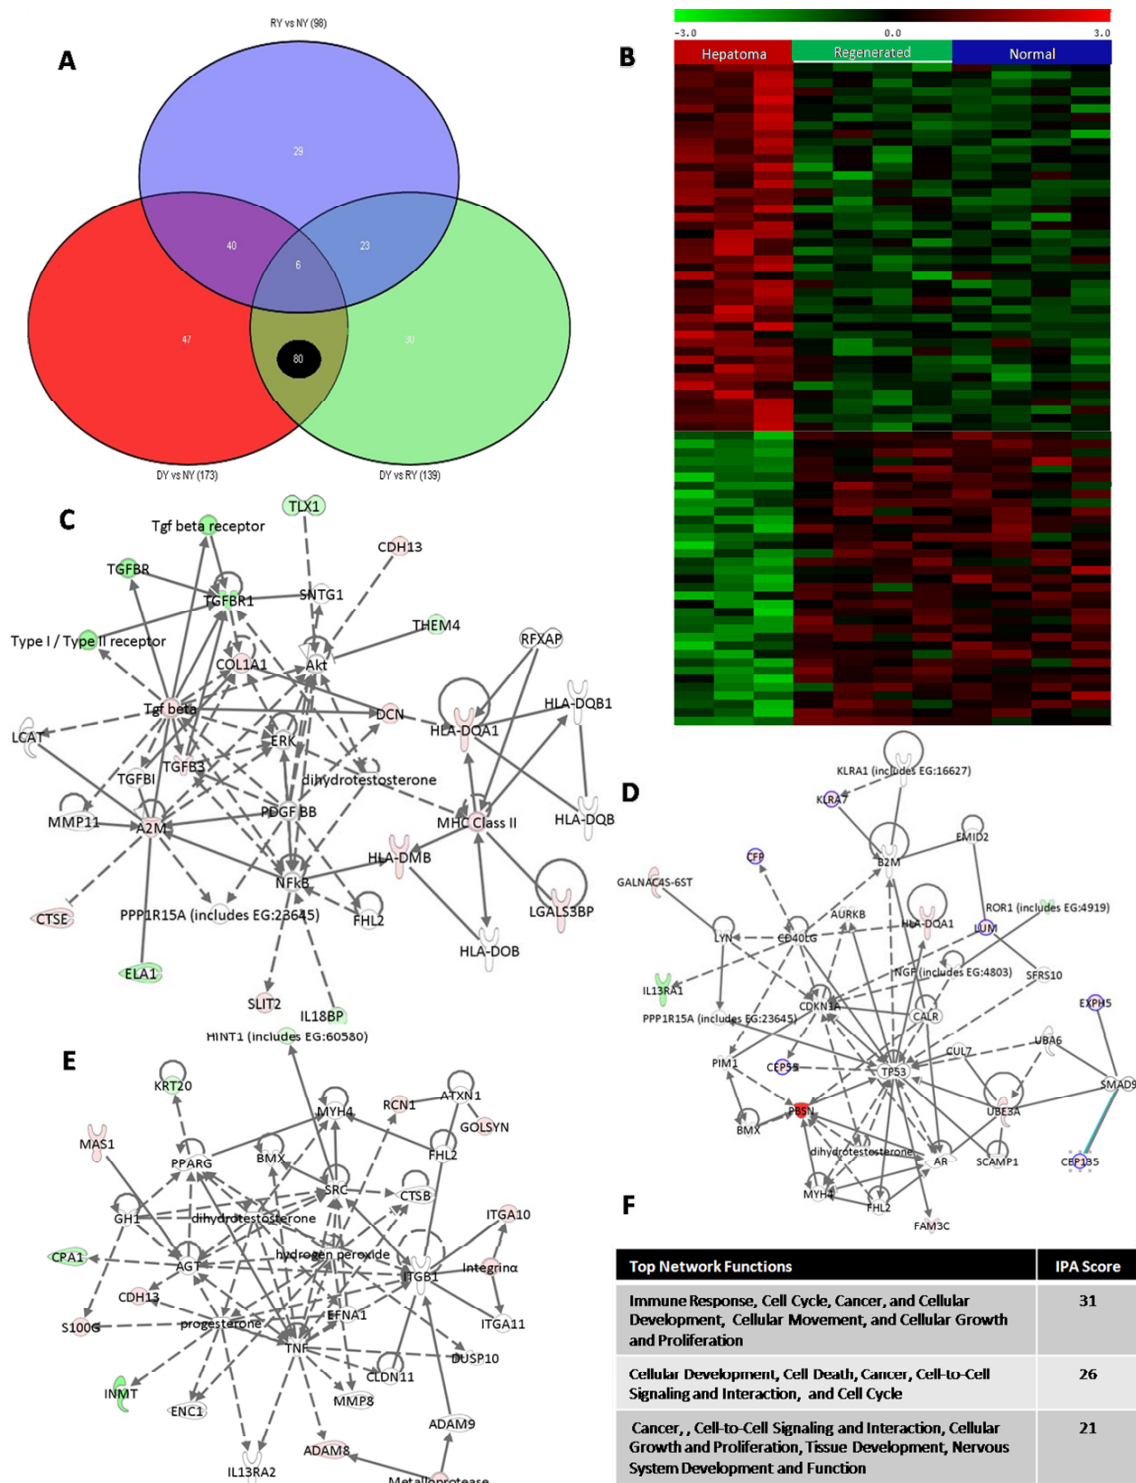 RY vs NY (98)
A
29
40
23
6
47
80
30
DY vs NY (173)
DY vs RY (139)
-3.0
0.0
3.0
B
Hepatoma
Regenerated
Normal
C
TLX1
Tgf beta receptor
CDH13
TGFBR
TGFBR1
SNTG1
THEM4
Type I / Type II receptor
RFXAP
COL1A1
Akt
HLA-DQB1
Tgf beta
DCN
HLA-DQA1
LCAT
ERK
TGFB3
TGFBI
dihydrotestosterone
MMP11
PDGF BB
HLA-DQB
A2M
MHC Class II
HLA-DMB
NFkB
CTSE
PPP1R15A (includes EG:23645)
FHL2
LGALS3BP
HLA-DOB
ELA1
SLIT2
IL18BP
D
KLRA1 (includes EG:16627)
KLRA7
EMID2
CFP
B2M
GALNAC4S-6ST
AURKB
HLA-DQA1
ROR1 (includes EG:4919)
LYN
CD40LG
LUM
NGF (includes EG:4803)
SFRS10
IL13RA1
CDKN1A
EXPH5
PPP1R15A (includes EG:23645)
CALR
UBA6
PIM1
CEP55
TP53
CUL7
SMAD9
PBSN
UBE3A
BMX
dihydrotestosterone
AR
SCAMP1
CEP135
MYH4
FHL2
FAM3C
E
HINT1 (includes EG:60580)
KRT20
MYH4
RCN1
ATXN1
GOLSYN
MAS1
PPARG
BMX
FHL2
SRC
CTSB
GH1
dihydrotestosterone
ITGA10
CPA1
AGT
hydrogen peroxide
ITGB1
Integrinα
CDH13
S100G
progesterone
EFNA1
ITGA11
TNF
DUSP10
INMT
CLDN11
ENC1
MMP8
ADAM9
ADAM8
IL13RA2
Metalloprotease
F
Top Network Functions IPA Score
Immune Response, Cell Cycle, Cancer, and Cellular 31
Development, Cellular Movement, and Cellular Growth
and Proliferation
Cellular Development, Cell Death, Cancer, Cell-to-Cell 26
Signaling and Interaction, and Cell Cycle
Cancer, , Cell-to-Cell Signaling and Interaction, Cellular 21
Growth and Proliferation, Tissue Development, Nervous
System Development and Function